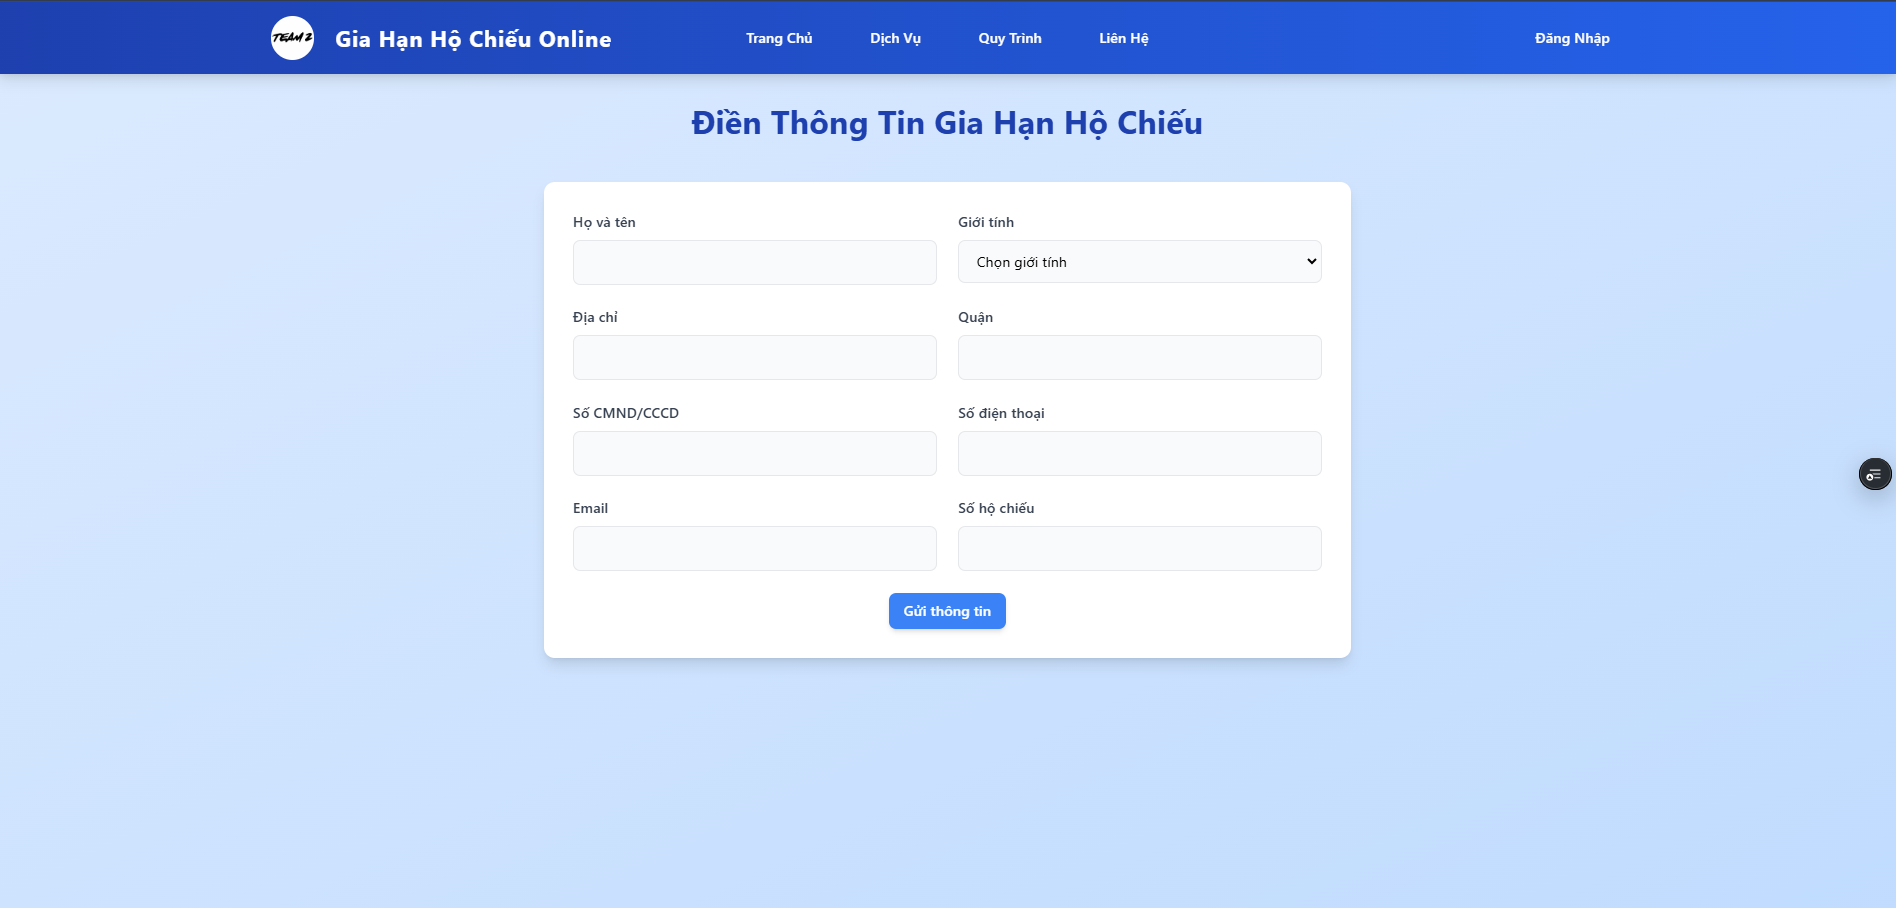 TEAM Z
Gia Hạn Hộ Chiếu Online
Trang Chủ
Dịch Vụ
Quy Trình
Liên Hệ
Đăng Nhập
Điền Thông Tin Gia Hạn Hộ Chiếu
Họ và tên
Giới tính
Chọn giới tính
Địa chỉ
Quận
Số CMND/CCCD
Số điện thoại
Email
Số hộ chiếu
Gửi thông tin